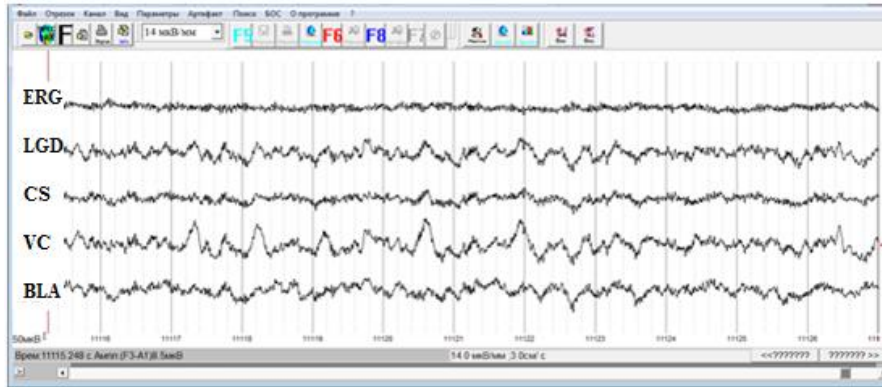 Файл Отрезок Канал Вид Параметры Артефакт Поиск БОС О программе ?
F 14 мкВ/мм F5 F6 F8 F7
ERG
LGD
CS
VC
BLA
50мкВ 11116 11117 11118 11119 11120 11121 11122 11123 11124 11125 11126
Врем:11115.248 с Ампл:(F3-A1)8.5мкВ 14.0 мкВ/мм ,3.0см/ с <<??????? ??????? >>